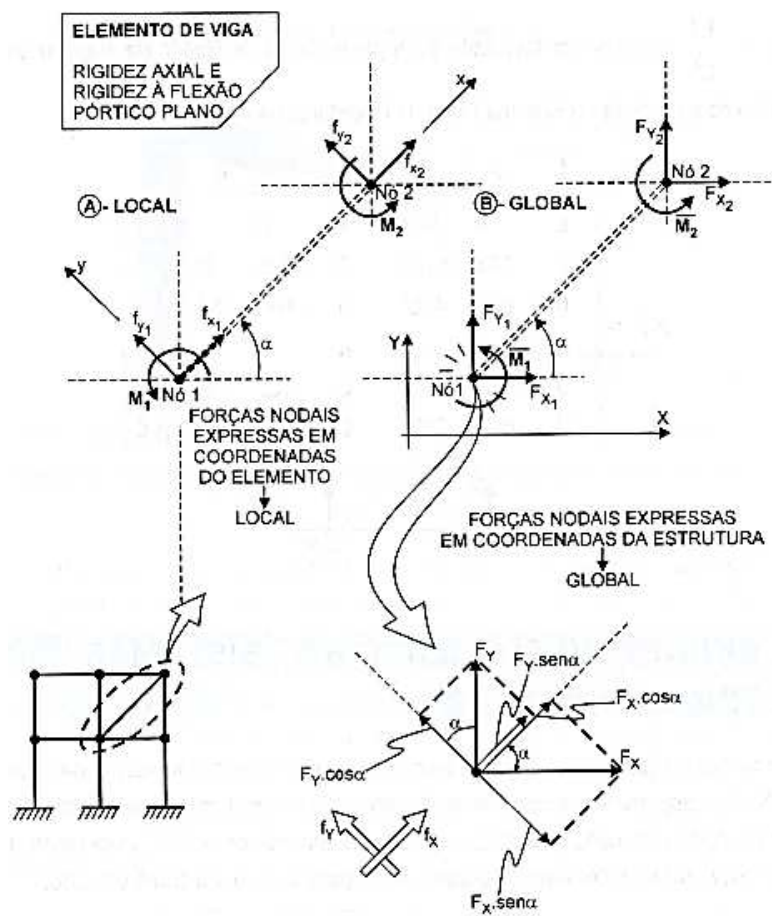 ELEMENTO DE VIGA
RIGIDEZ AXIAL E
RIGIDEZ À FLEXÃO
PÓRTICO PLANO
x
f_y2
f_x2
Nó 2
M_2
Ⓐ- LOCAL
y
f_y1
f_x1
α
M_1
Nó 1
FORÇAS NODAIS
EXPRESSAS EM
COORDENADAS
DO ELEMENTO
LOCAL
F_Y2
Nó 2
F_X2
M̅_2
Ⓑ- GLOBAL
F_Y1
Y
M̅_1
α
Nó1
F_X1
X
FORÇAS NODAIS EXPRESSAS
EM COORDENADAS DA ESTRUTURA
GLOBAL
F_Y
F_Y.senα
F_X.cosα
α
α
F_X
F_Y.cosα
f_Y
f_X
F_X.senα